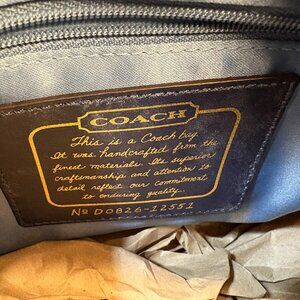 COACH
This is a Coach bag.
It was handcrafted from the
finest materials. Its superior
craftsmanship and attention to
detail reflect our commitment
to enduring quality.
No D0826-12551